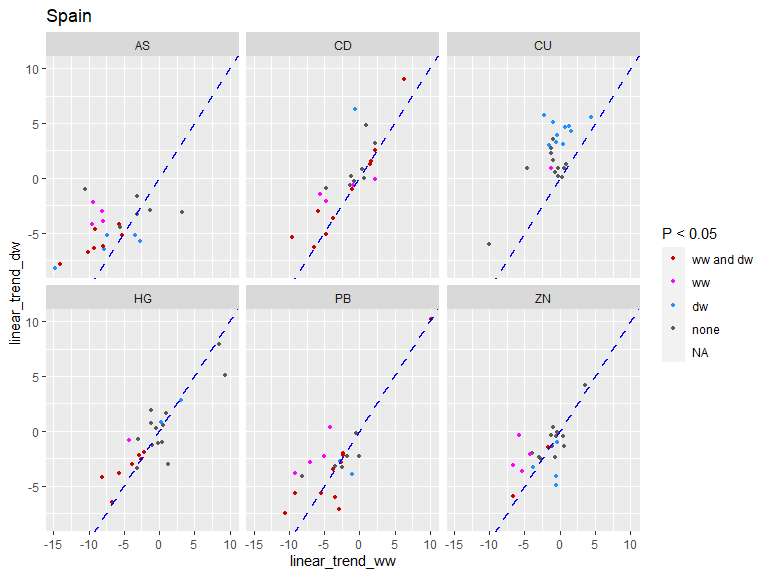 Spain
AS CD CU
10
5
0
-5
linear_trend_dw
HG PB ZN
10
5
0
-5
-15 -10 -5 0 5 10 -15 -10 -5 0 5 10 -15 -10 -5 0 5 10
linear_trend_ww
P < 0.05
ww and dw
ww
dw
none
NA